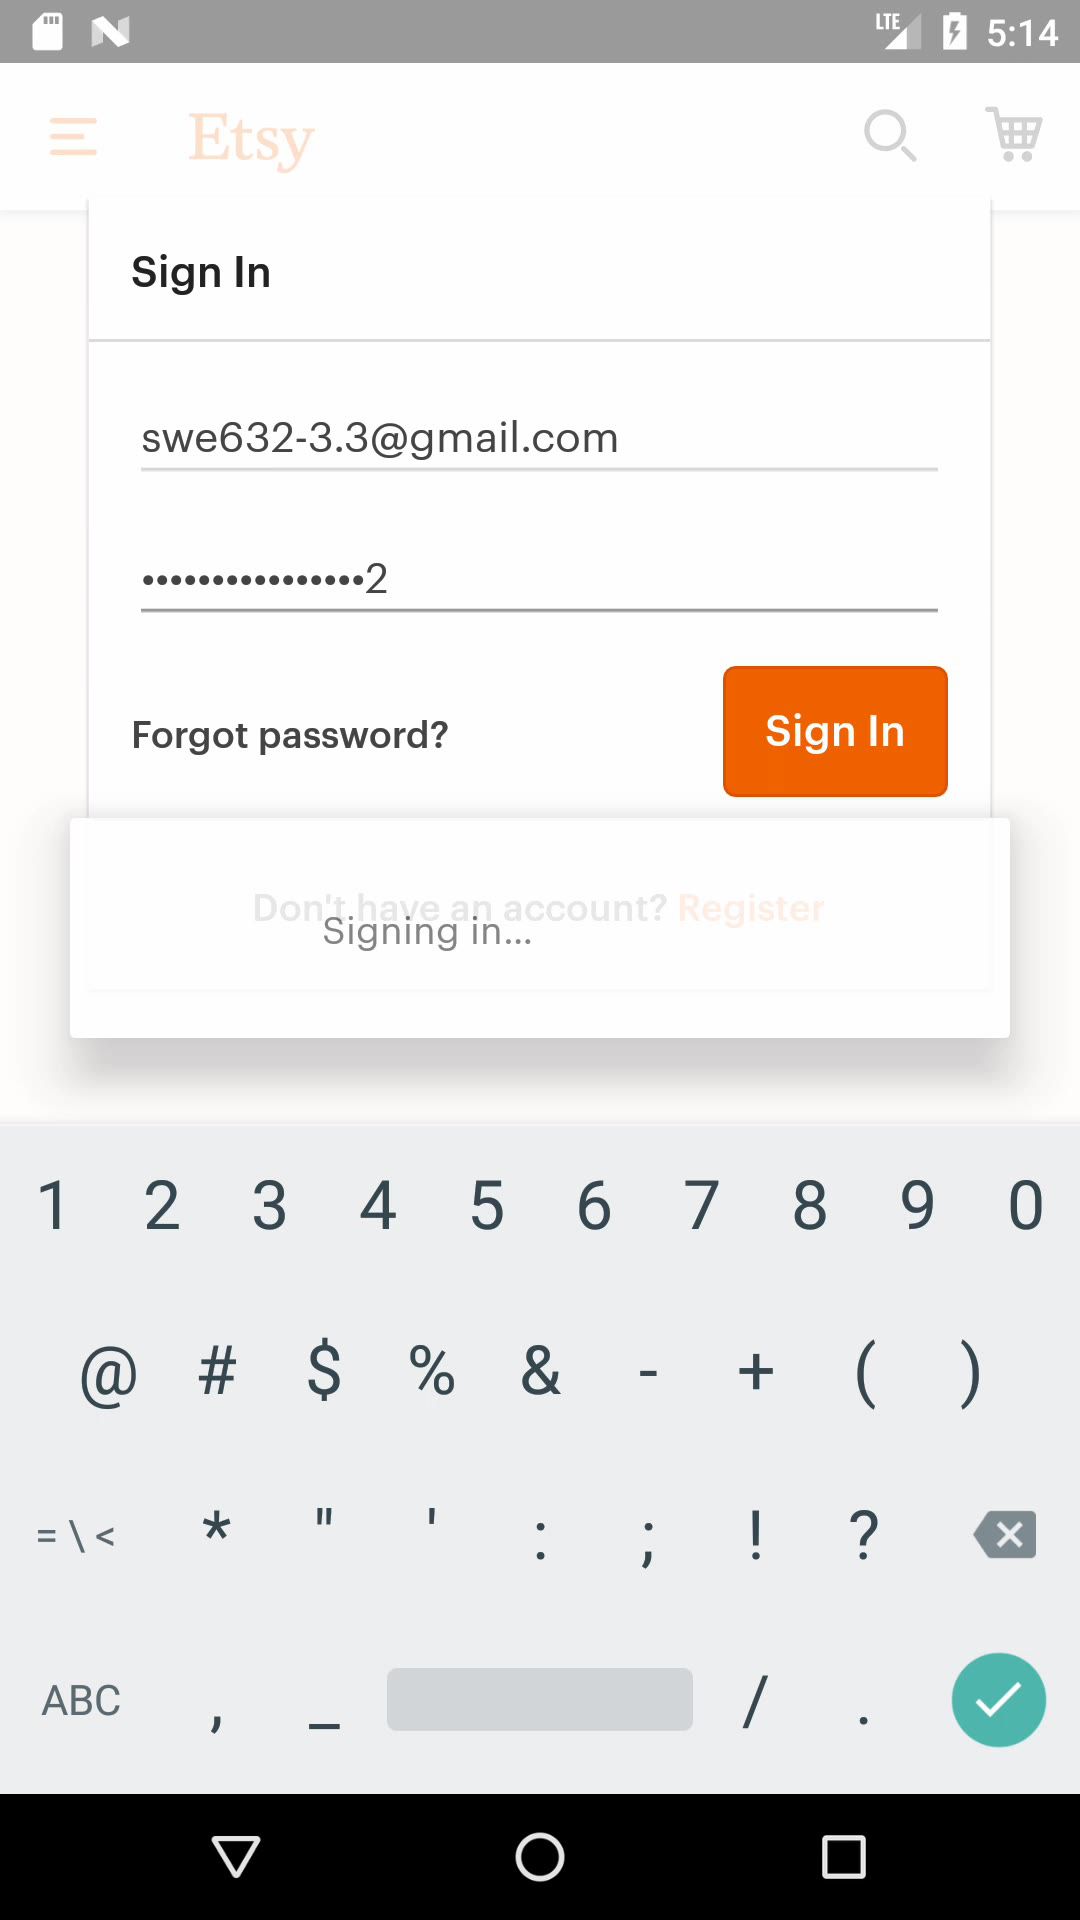 LTE 5:14
Etsy
Sign In
swe632-3.3@gmail.com
••••••••••••••••2
Forgot password? Sign In
Don't have an account? Register
Signing in...
1 2 3 4 5 6 7 8 9 0
@ # $ % & - + ( )
= \ < * " ' : ; ! ?
ABC , _ / .